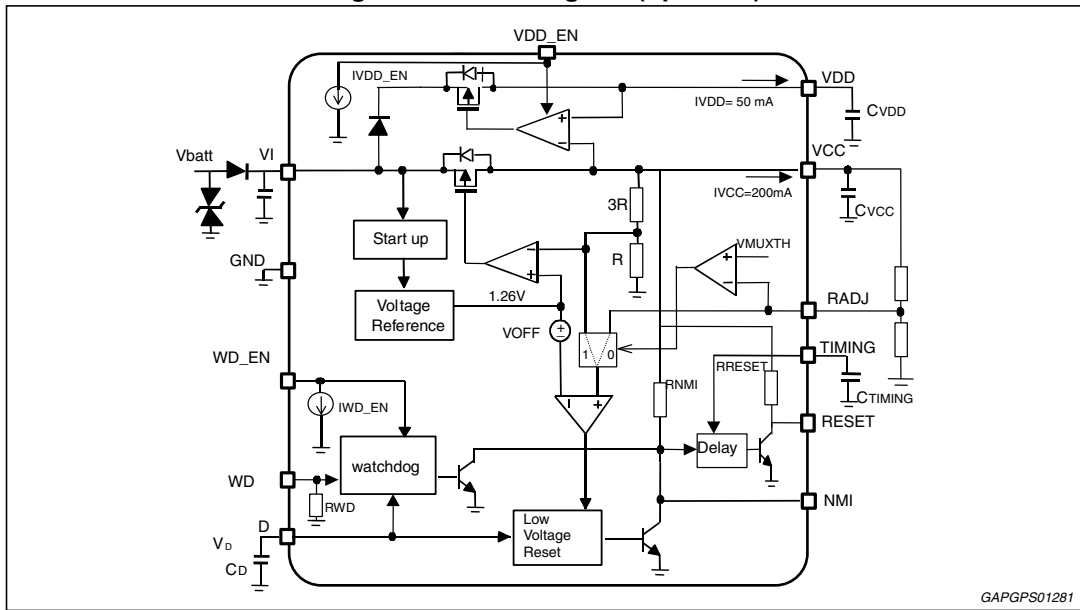 VDD_EN
IVDD_EN
VDD
IVDD= 50 mA
CVDD
Vbatt
VI
VCC
IVCC=200mA
CVCC
3R
Start up
R
VMUXTH
GND
1.26V
Voltage
Reference
RADJ
VOFF
TIMING
WD_EN
1
0
RRESET
RNMI
CTIMING
IWD_EN
RESET
Delay
watchdog
WD
RWD
NMI
Low
Voltage
Reset
D
VD
CD
GAPGPS01281